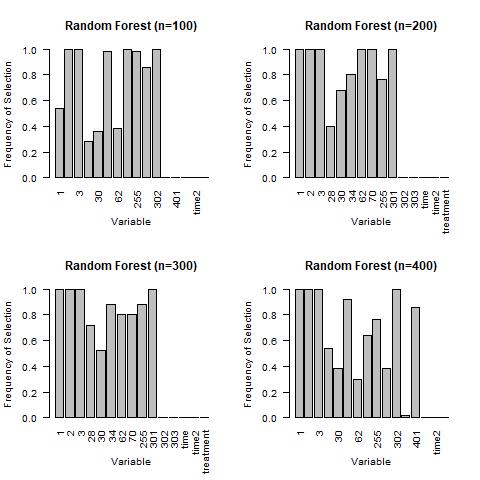 Random Forest (n=100)
Frequency of Selection
1.0
0.8
0.6
0.4
0.2
0.0
1 3 30 62 255 302 401 time2
Variable
Random Forest (n=200)
Frequency of Selection
1.0
0.8
0.6
0.4
0.2
0.0
1 2 3 28 30 34 62 70 255 301 302 303 time time2 treatment
Variable
Random Forest (n=300)
Frequency of Selection
1.0
0.8
0.6
0.4
0.2
0.0
1 2 3 28 30 34 62 70 255 301 302 303 time time2 treatment
Variable
Random Forest (n=400)
Frequency of Selection
1.0
0.8
0.6
0.4
0.2
0.0
1 3 30 62 255 302 401 time2
Variable